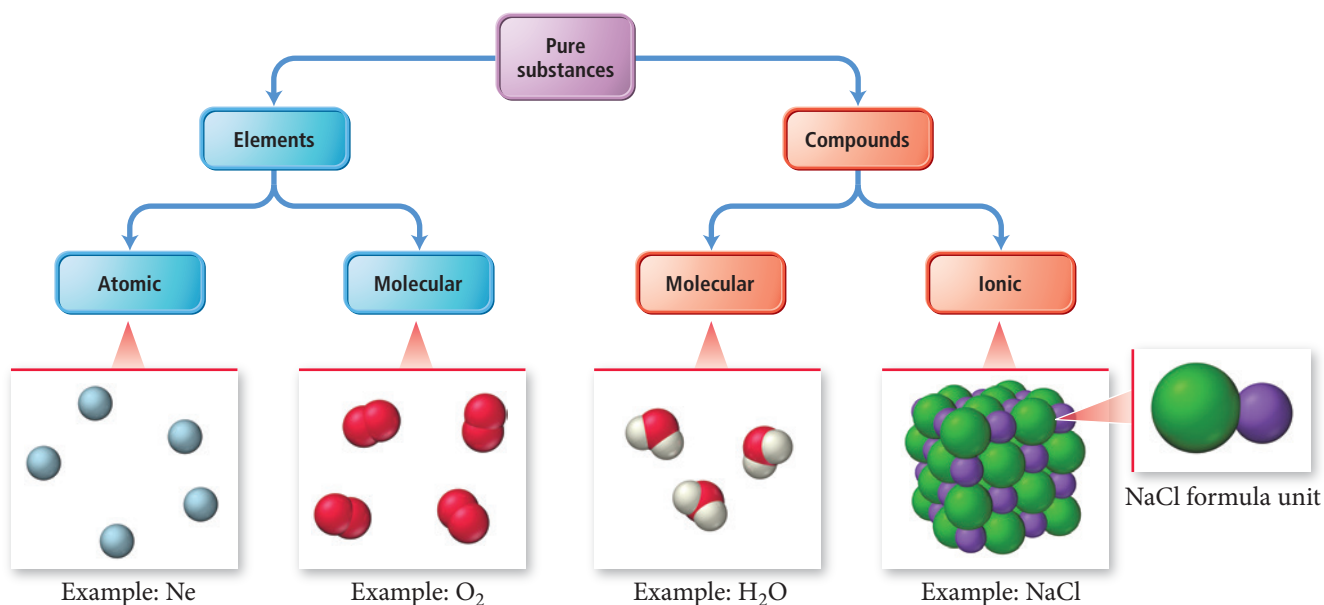 Pure
substances
Elements
Compounds
Atomic
Molecular
Molecular
Ionic
NaCl formula unit
Example: Ne
Example: O₂
Example: H₂O
Example: NaCl